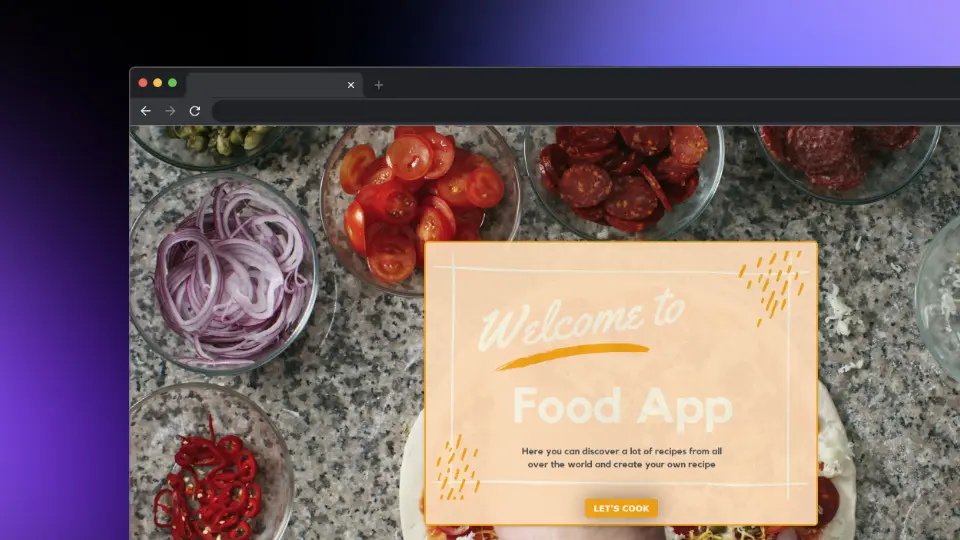 Welcome to
Food App
Here you can discover a lot of recipes from all
over the world and create your own recipe
LET'S COOK